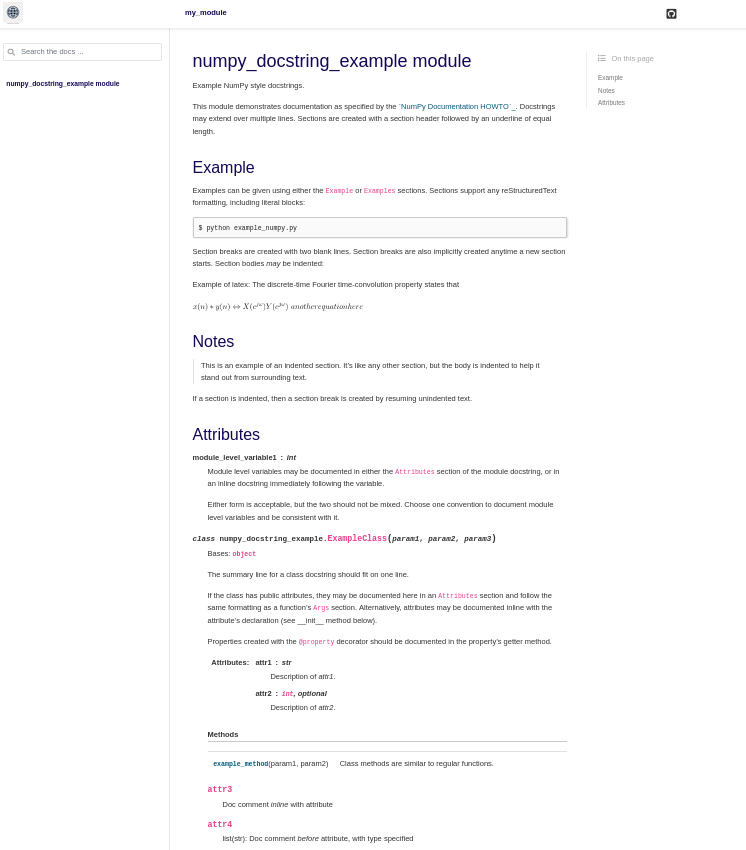 my_module
Search the docs ...
numpy_docstring_example module
numpy_docstring_example module
Example NumPy style docstrings.
This module demonstrates documentation as specified by the `NumPy Documentation HOWTO`_. Docstrings
may extend over multiple lines. Sections are created with a section header followed by an underline of equal
length.
Example
Examples can be given using either the Example or Examples sections. Sections support any reStructuredText
formatting, including literal blocks:
$ python example_numpy.py
Section breaks are created with two blank lines. Section breaks are also implicitly created anytime a new section
starts. Section bodies may be indented:
Example of latex: The discrete-time Fourier time-convolution property states that
x(n) ∗ y(n) ⇔ X(e^{jω})Y(e^{jω}) anotherequationhere
Notes
This is an example of an indented section. It's like any other section, but the body is indented to help it
stand out from surrounding text.
If a section is indented, then a section break is created by resuming unindented text.
Attributes
module_level_variable1 : int
Module level variables may be documented in either the Attributes section of the module docstring, or in
an inline docstring immediately following the variable.
Either form is acceptable, but the two should not be mixed. Choose one convention to document module
level variables and be consistent with it.
class numpy_docstring_example.ExampleClass(param1, param2, param3)
Bases: object
The summary line for a class docstring should fit on one line.
If the class has public attributes, they may be documented here in an Attributes section and follow the
same formatting as a function's Args section. Alternatively, attributes may be documented inline with the
attribute's declaration (see __init__ method below).
Properties created with the @property decorator should be documented in the property's getter method.
Attributes: attr1 : str
Description of attr1.
attr2 : int, optional
Description of attr2.
Methods
example_method(param1, param2) Class methods are similar to regular functions.
attr3
Doc comment inline with attribute
attr4
list(str): Doc comment before attribute, with type specified
On this page
Example
Notes
Attributes